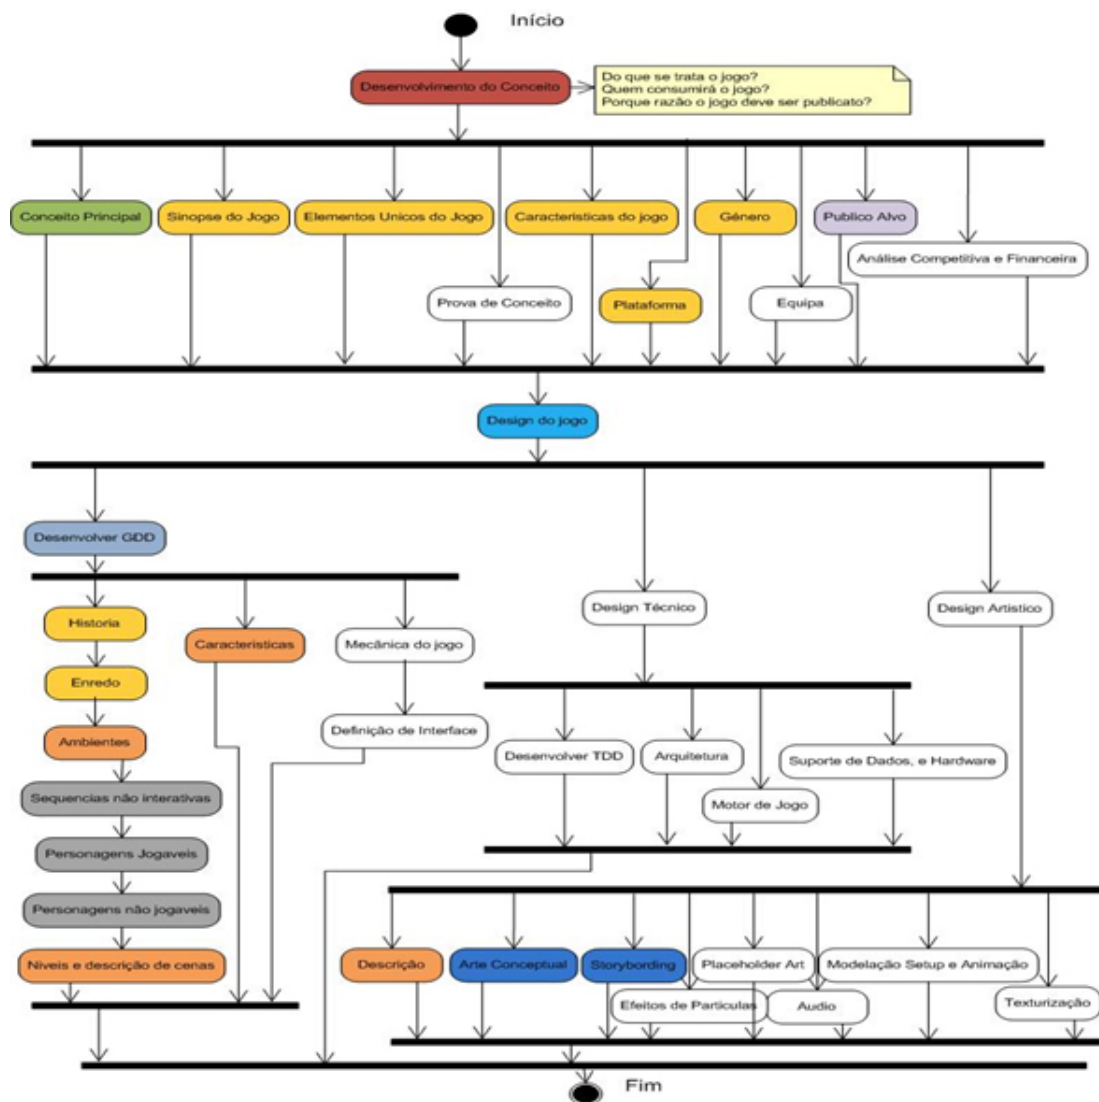 Início
Desenvolvimento do Conceito
Do que se trata o jogo?
Quem consumirá o jogo?
Porque razão o jogo deve ser publicato?
Conceito Principal
Sinopse do Jogo
Elementos Unicos do Jogo
Características do jogo
Género
Publico Alvo
Análise Competitiva e Financeira
Prova de Conceito
Plataforma
Equipa
Design do jogo
Desenvolver GDD
Historia
Características
Mecânica do jogo
Design Técnico
Design Artístico
Enredo
Definição de Interface
Ambientes
Desenvolver TDD
Arquitetura
Suporte de Dados, e Hardware
Sequencias não interativas
Motor de Jogo
Personagens Jogaveis
Personagens não jogaveis
Niveis e descrição de cenas
Descrição
Arte Conceptual
Storybording
Placeholder Art
Modelação Setup e Animação
Efeitos de Particulas
Audio
Texturização
Fim